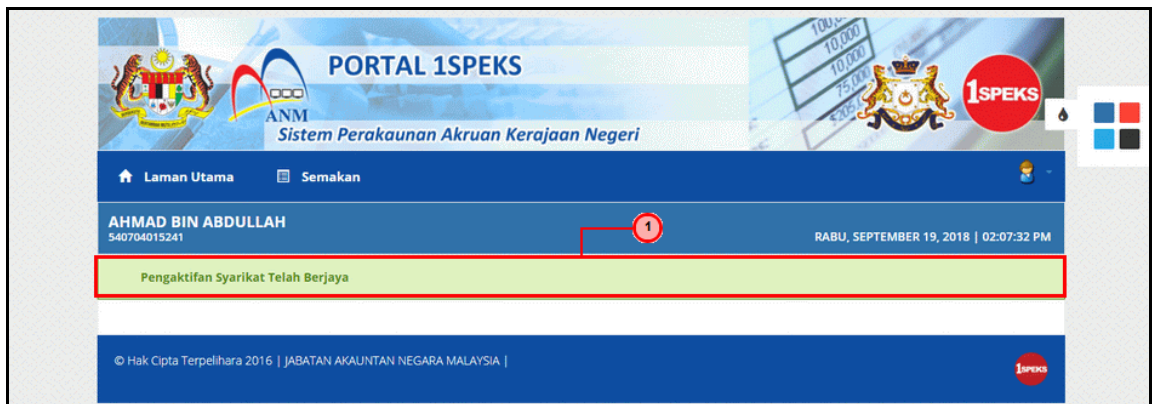 PORTAL 1SPEKS
ANM
Sistem Perakaunan Akruan Kerajaan Negeri
1SPEKS
Laman Utama
Semakan
AHMAD BIN ABDULLAH
540704015241
1
RABU, SEPTEMBER 19, 2018 | 02:07:32 PM
Pengaktifan Syarikat Telah Berjaya
© Hak Cipta Terpelihara 2016 | JABATAN AKAUNTAN NEGARA MALAYSIA |
1SPEKS